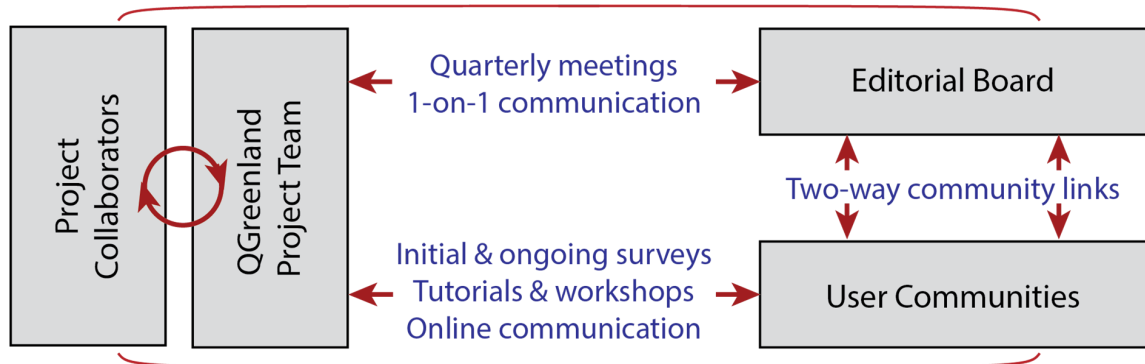 Project
Collaborators
QGreenland
Project Team
Quarterly meetings
1-on-1 communication
Editorial Board
Two-way community links
Initial & ongoing surveys
Tutorials & workshops
Online communication
User Communities